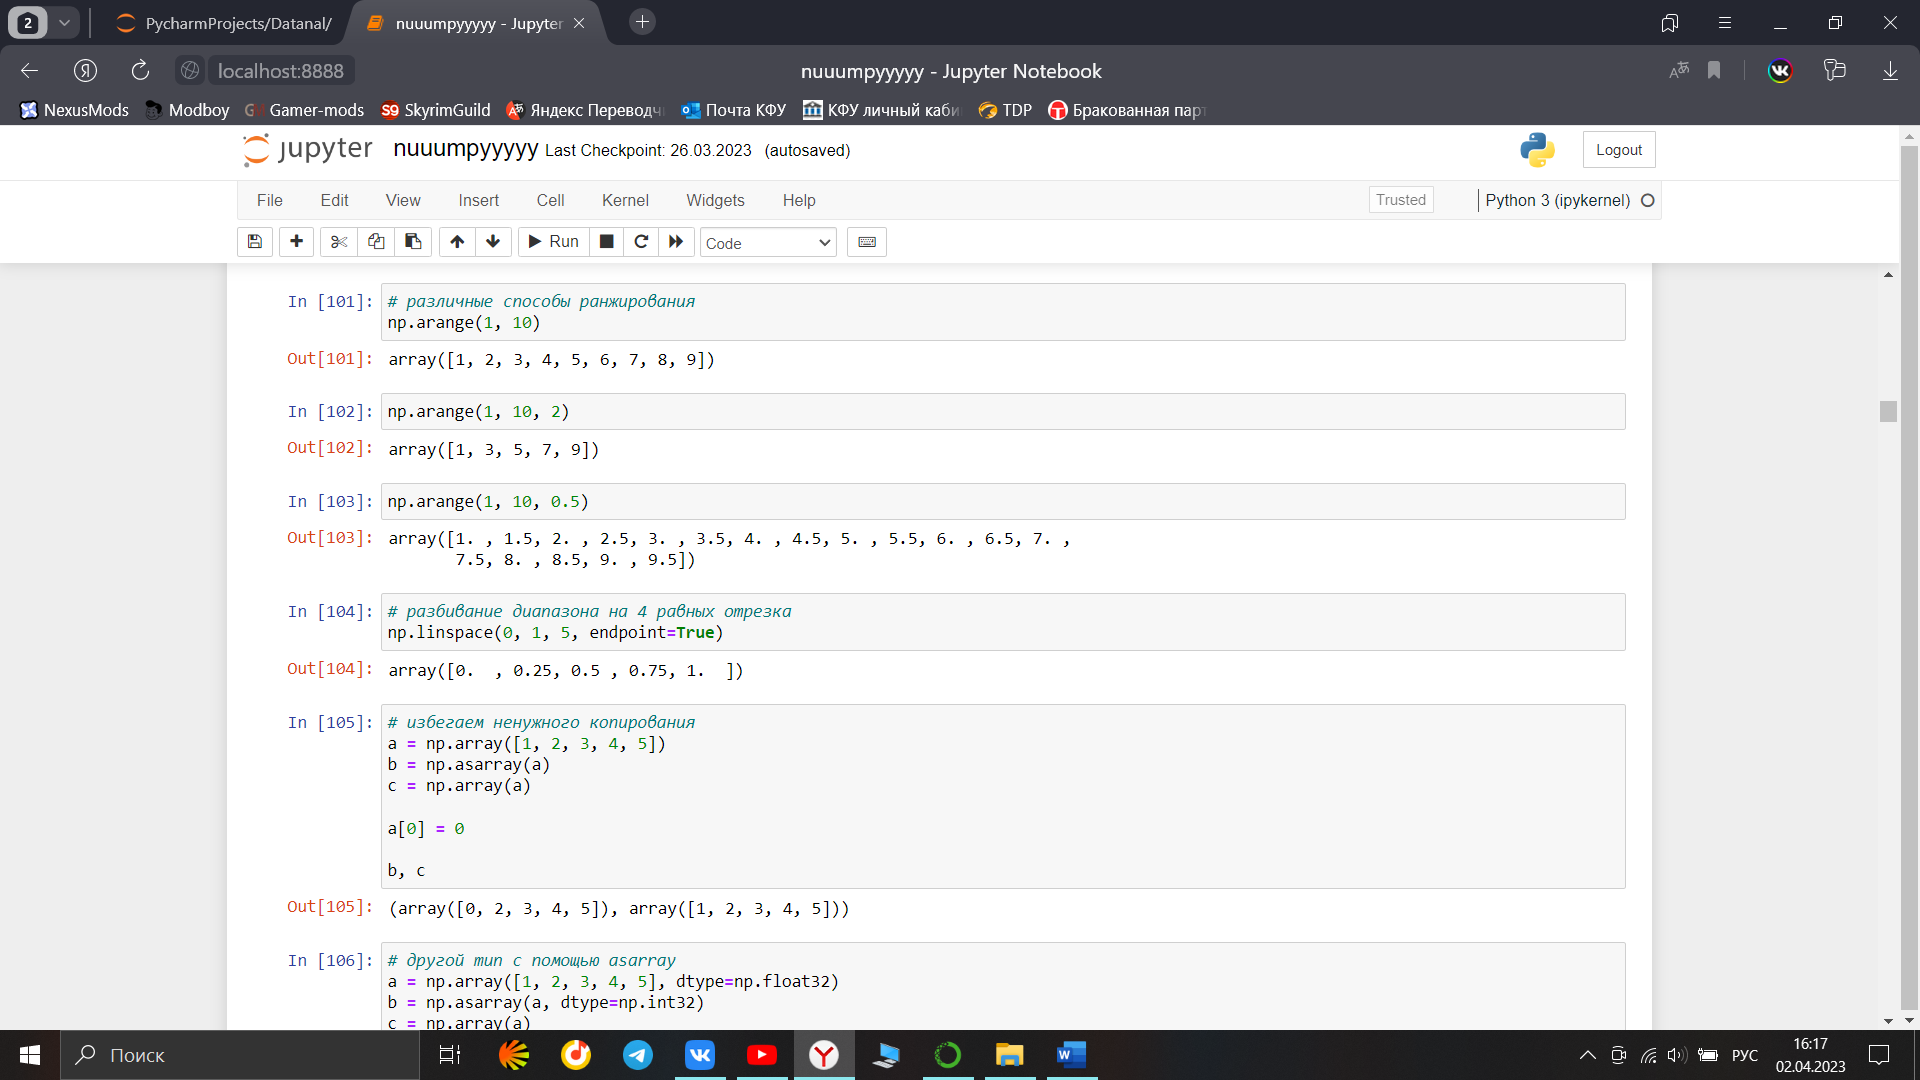 2
PycharmProjects/Datanal/
nuuumpyyyyy - Jupyter
localhost:8888
nuuumpyyyyy - Jupyter Notebook
NexusMods
Modboy
Gamer-mods
S9 SkyrimGuild
Яндекс Переводч
Почта КФУ
КФУ личный каби
TDP
Бракованная пар
jupyter nuuumpyyyyy Last Checkpoint: 26.03.2023 (autosaved)
Logout
File Edit View Insert Cell Kernel Widgets Help
Trusted
Python 3 (ipykernel)
Run
Code
In [101]: # различные способы ранжирования
np.arange(1, 10)
Out[101]: array([1, 2, 3, 4, 5, 6, 7, 8, 9])
In [102]: np.arange(1, 10, 2)
Out[102]: array([1, 3, 5, 7, 9])
In [103]: np.arange(1, 10, 0.5)
Out[103]: array([1. , 1.5, 2. , 2.5, 3. , 3.5, 4. , 4.5, 5. , 5.5, 6. , 6.5, 7. ,
7.5, 8. , 8.5, 9. , 9.5])
In [104]: # разбивание диапазона на 4 равных отрезка
np.linspace(0, 1, 5, endpoint=True)
Out[104]: array([0.  , 0.25, 0.5 , 0.75, 1.  ])
In [105]: # избегаем ненужного копирования
a = np.array([1, 2, 3, 4, 5])
b = np.asarray(a)
c = np.array(a)
a[0] = 0
b, c
Out[105]: (array([0, 2, 3, 4, 5]), array([1, 2, 3, 4, 5]))
In [106]: # другой тип с помощью asarray
a = np.array([1, 2, 3, 4, 5], dtype=np.float32)
b = np.asarray(a, dtype=np.int32)
c = np.array(a)
Поиск
РУС
16:17
02.04.2023